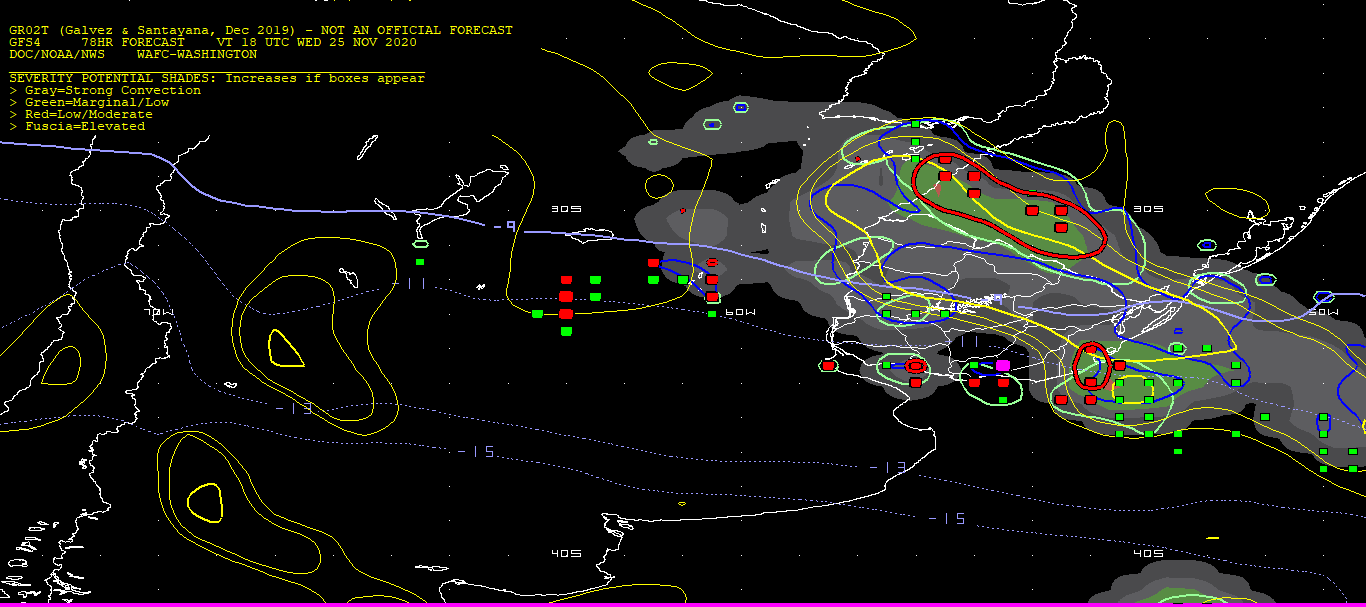 GR02T (Galvez & Santayana, Dec 2019) - NOT AN OFFICIAL FORECAST
GFS4 78HR FORECAST VT 18 UTC WED 25 NOV 2020
DOC/NOAA/NWS WAFC-WASHINGTON
SEVERITY POTENTIAL SHADES: Increases if boxes appear
> Gray=Strong Convection
> Green=Marginal/Low
> Red=Low/Moderate
> Fuscia=Elevated
30S 30S
-9
-11
70W 60W 50W
-11
-13
-15 -13
-15
40S 40S